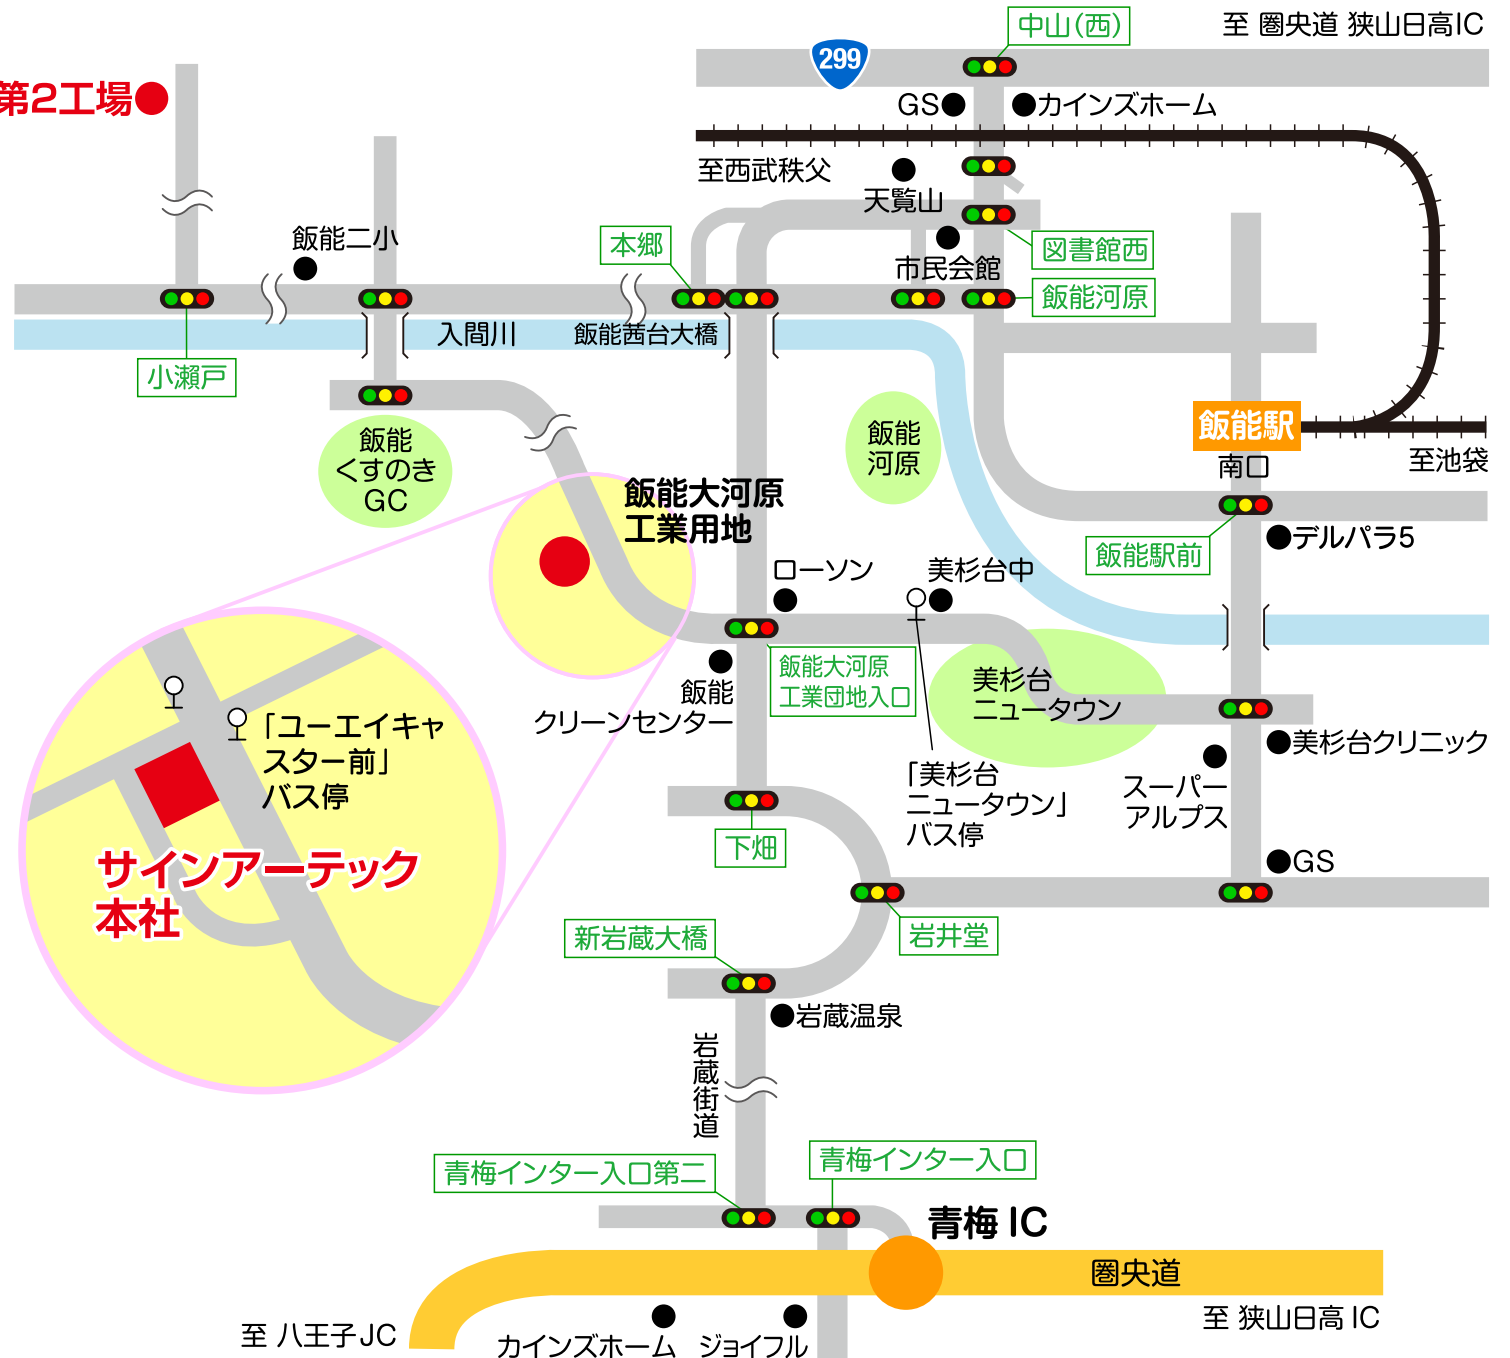 中山(西)
至 圏央道 狭山日高IC
299
第2工場
GS
カインズホーム
至西武秩父
天覧山
飯能二小
本郷
市民会館
図書館西
飯能河原
入間川
飯能茜台大橋
小瀬戸
飯能駅
南口
至池袋
飯能
くすのき
GC
飯能
河原
飯能大河原
工業用地
デルパラ5
飯能駅前
ローソン
美杉台中
飯能大河原
工業団地入口
飯能
クリーンセンター
美杉台
ニュータウン
「ユーエイキャ
スター前」
バス停
美杉台クリニック
「美杉台
ニュータウン」
バス停
スーパー
アルプス
サインアーテック
本社
下畑
GS
新岩蔵大橋
岩井堂
岩蔵温泉
岩蔵街道
青梅インター入口第二
青梅インター入口
青梅 IC
圏央道
至 狭山日高 IC
至 八王子JC
カインズホーム
ジョイフル